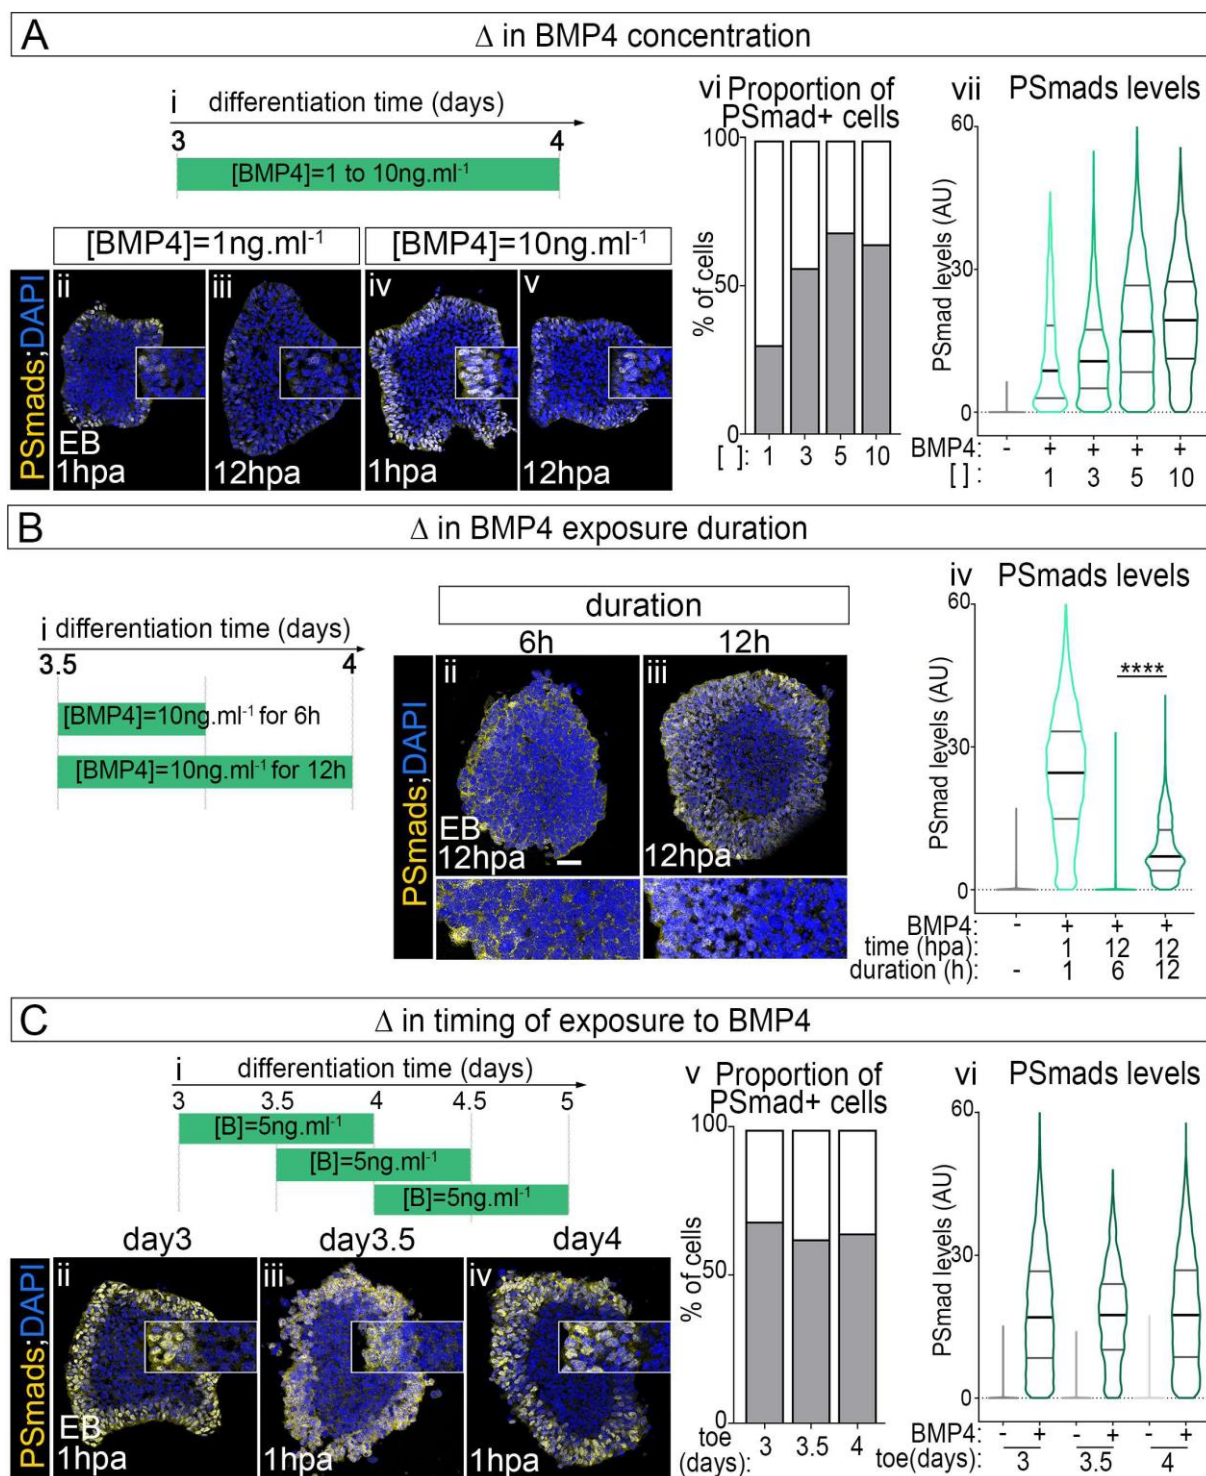 A
Δ in BMP4 concentration
i differentiation time (days)
3 4
[BMP4]=1 to 10ng.ml⁻¹
[BMP4]=1ng.ml⁻¹ [BMP4]=10ng.ml⁻¹
PSmads;DAPI
ii iii iv v
EB
1hpa 12hpa 1hpa 12hpa
vi Proportion of
PSmad+ cells
% of cells
100
50
0
[ ]: 1 3 5 10
vii PSmads levels
PSmad levels (AU)
60
30
0
BMP4: - + + + +
[ ] : 1 3 5 10
B
Δ in BMP4 exposure duration
i differentiation time (days)
3.5 4
[BMP4]=10ng.ml⁻¹ for 6h
[BMP4]=10ng.ml⁻¹ for 12h
duration
6h 12h
PSmads;DAPI
ii iii
EB
12hpa 12hpa
iv PSmads levels
PSmad levels (AU)
60
****
30
0
BMP4: - + + +
time (hpa): 1 12 12
duration (h): - 1 6 12
C
Δ in timing of exposure to BMP4
i differentiation time (days)
3 3.5 4 4.5 5
[B]=5ng.ml⁻¹
[B]=5ng.ml⁻¹
[B]=5ng.ml⁻¹
day3 day3.5 day4
PSmads;DAPI
ii iii iv
EB
1hpa 1hpa 1hpa
v Proportion of
PSmad+ cells
% of cells
100
50
0
toe
(days): 3 3.5 4
vi PSmads levels
PSmad levels (AU)
60
30
0
BMP4: - + - + - +
toe(days): 3 3.5 4